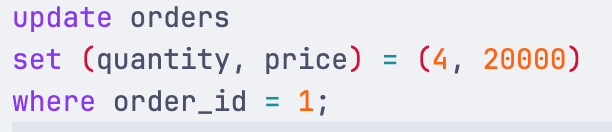 update orders
set (quantity, price) = (4, 20000)
where order_id = 1;